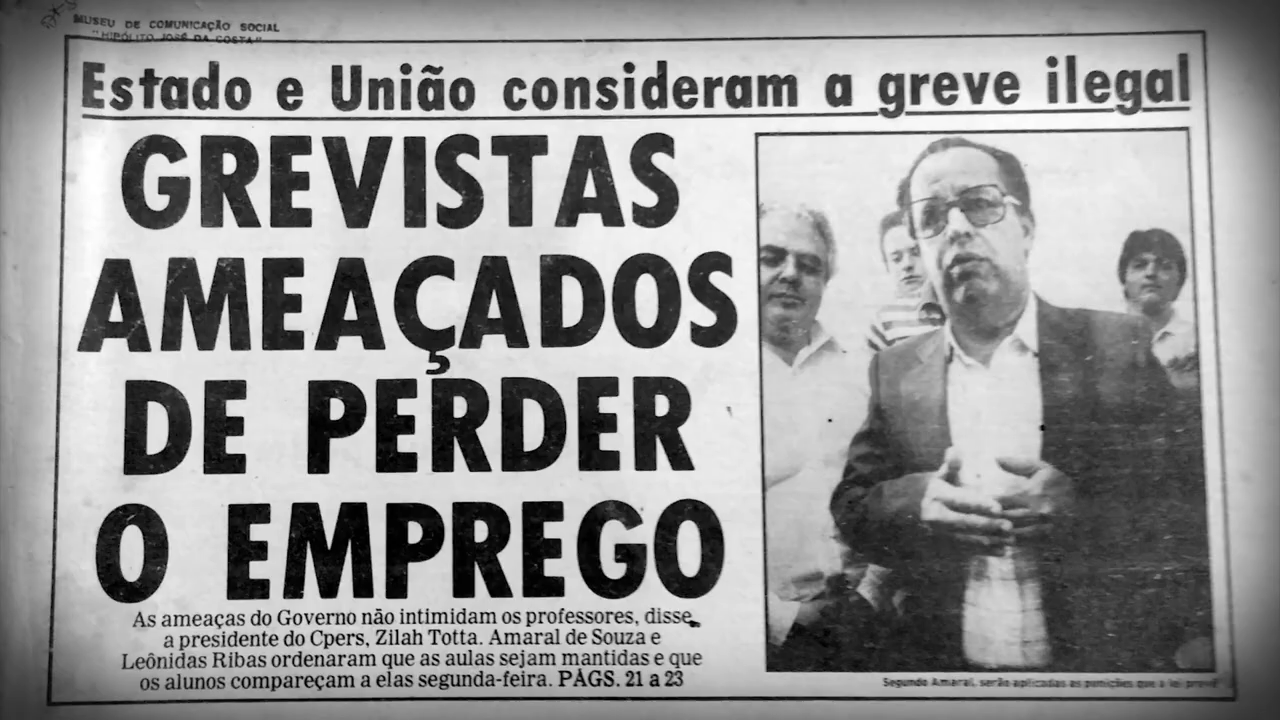 MUSEU DE COMUNICAÇÃO SOCIAL
"HIPÓLITO JOSÉ DA COSTA"
Estado e União consideram a greve ilegal
GREVISTAS
AMEAÇADOS
DE PERDER
O EMPREGO
As ameaças do Governo não intimidam os professores, disse
a presidente do Cpers, Zilah Totta. Amaral de Souza e
Leônidas Ribas ordenaram que as aulas sejam mantidas e que
os alunos compareçam a elas segunda-feira. PÁGS. 21 a 23
Segundo Amaral, serão aplicadas as punições que a lei prevê